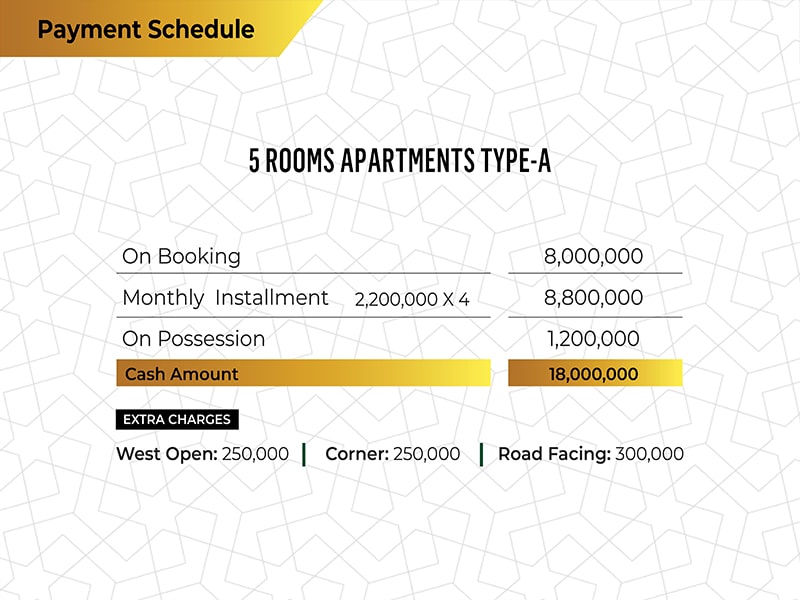 Payment Schedule
5 ROOMS APARTMENTS TYPE-A
On Booking 8,000,000
Monthly Installment 2,200,000 X 4 8,800,000
On Possession 1,200,000
Cash Amount 18,000,000
EXTRA CHARGES
West Open: 250,000 Corner: 250,000 Road Facing: 300,000